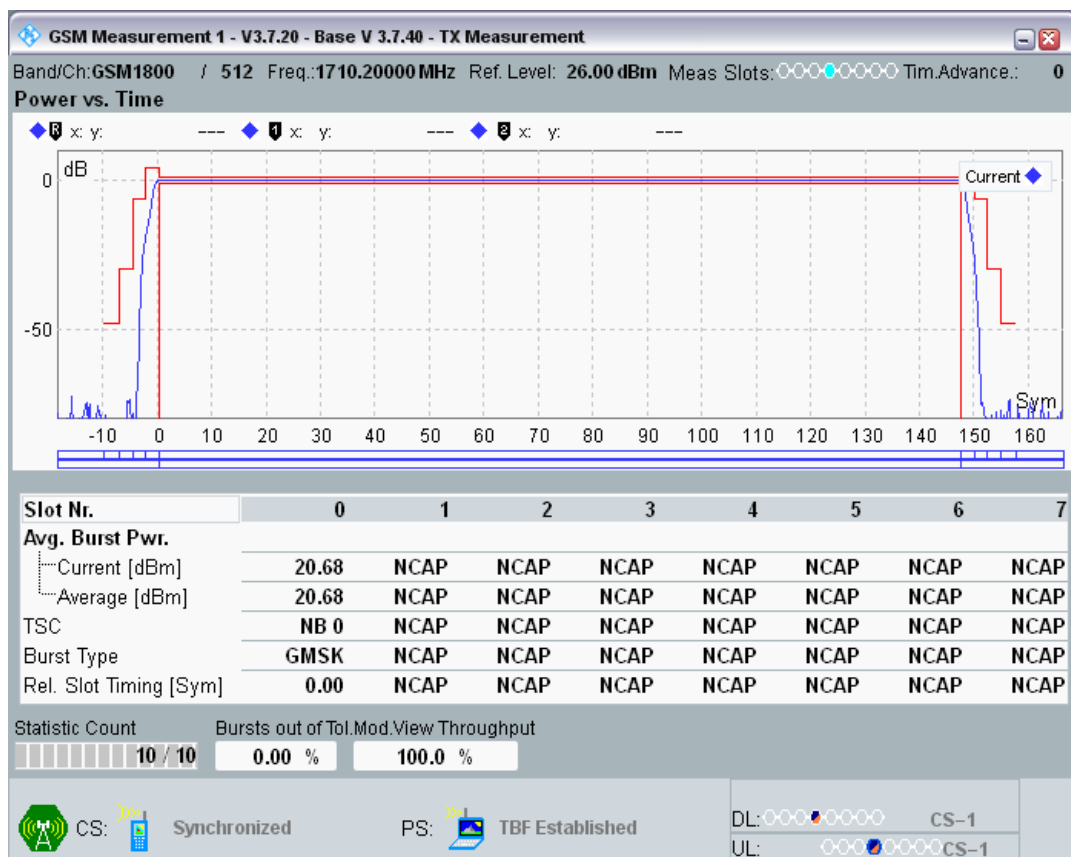 GSM Measurement 1 - V3.7.20 - Base V 3.7.40 - TX Measurement
Band/Ch:GSM1800 / 512 Freq.:1710.20000 MHz Ref. Level: 26.00 dBm Meas Slots: Tim.Advance.: 0
Power vs. Time
R x: y: --- 1 x: y: --- 2 x: y: ---
dB
Current
0
-50
Sym
-10 0 10 20 30 40 50 60 70 80 90 100 110 120 130 140 150 160
Slot Nr. 0 1 2 3 4 5 6 7
Avg. Burst Pwr.
Current [dBm] 20.68 NCAP NCAP NCAP NCAP NCAP NCAP NCAP
Average [dBm] 20.68 NCAP NCAP NCAP NCAP NCAP NCAP NCAP
TSC NB 0 NCAP NCAP NCAP NCAP NCAP NCAP NCAP
Burst Type GMSK NCAP NCAP NCAP NCAP NCAP NCAP NCAP
Rel. Slot Timing [Sym] 0.00 NCAP NCAP NCAP NCAP NCAP NCAP NCAP
Statistic Count Bursts out of Tol. Mod.View Throughput
10 / 10 0.00 % 100.0 %
CS: Synchronized PS: TBF Established DL: CS-1
UL: CS-1